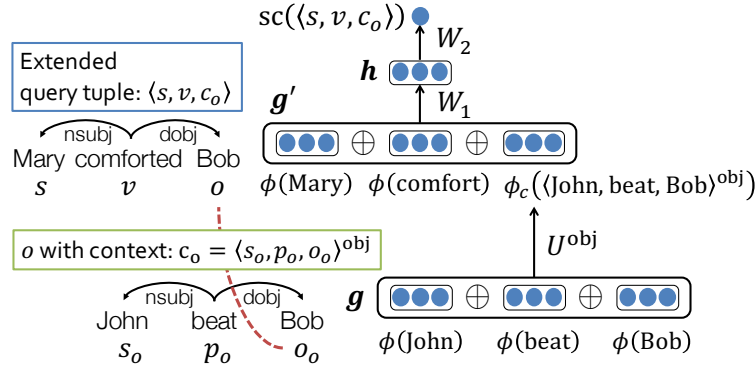 sc(⟨s, v, c_o⟩)
W_2
h
W_1
g′
⊕ ⊕
ϕ(Mary) ϕ(comfort) ϕ_c(⟨John, beat, Bob⟩^obj)
U^obj
g
⊕ ⊕
ϕ(John) ϕ(beat) ϕ(Bob)
Extended
query tuple: ⟨s, v, c_o⟩
nsubj dobj
Mary comforted Bob
s v o
o with context: c_o = ⟨s_o, p_o, o_o⟩^obj
nsubj dobj
John beat Bob
s_o p_o o_o